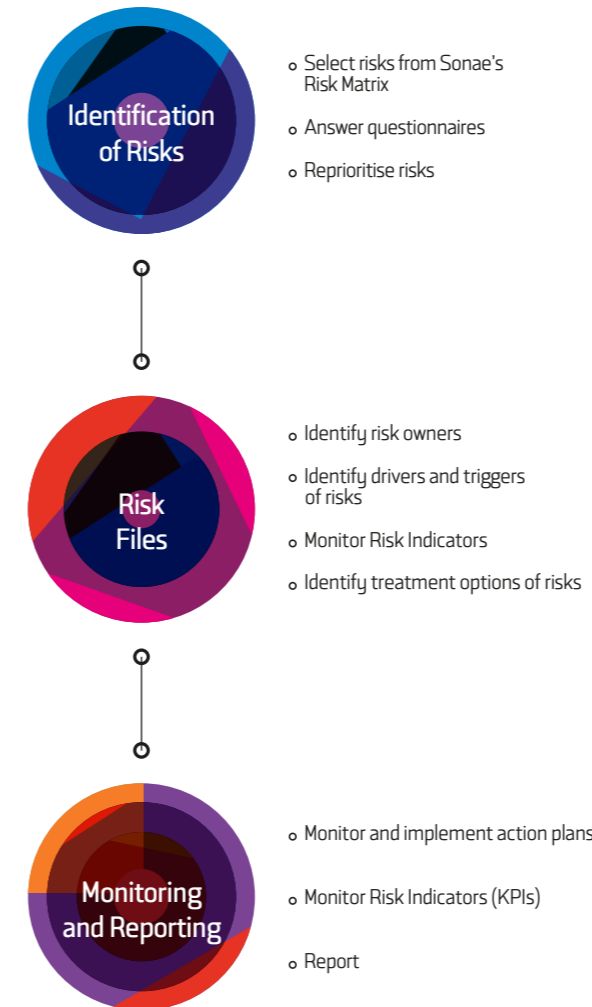 Identification
of Risks
Select risks from Sonae's
Risk Matrix
Answer questionnaires
Reprioritise risks
Risk
Files
Identify risk owners
Identify drivers and triggers
of risks
Monitor Risk Indicators
Identify treatment options of risks
Monitoring
and Reporting
Monitor and implement action plans
Monitor Risk Indicators (KPIs)
Report